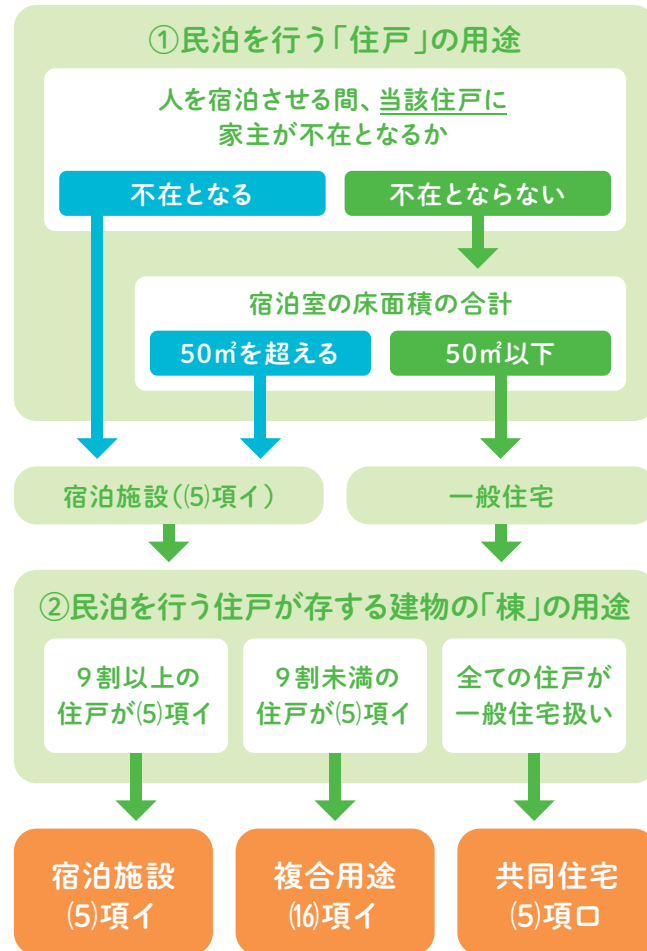 ①民泊を行う「住戸」の用途
人を宿泊させる間、当該住戸に
家主が不在となるか
不在となる
不在とならない
宿泊室の床面積の合計
50㎡を超える
50㎡以下
宿泊施設(⑸項イ)
一般住宅
②民泊を行う住戸が存する建物の「棟」の用途
9割以上の
住戸が⑸項イ
9割未満の
住戸が⑸項イ
全ての住戸が
一般住宅扱い
宿泊施設
⑸項イ
複合用途
⒃項イ
共同住宅
⑸項ロ